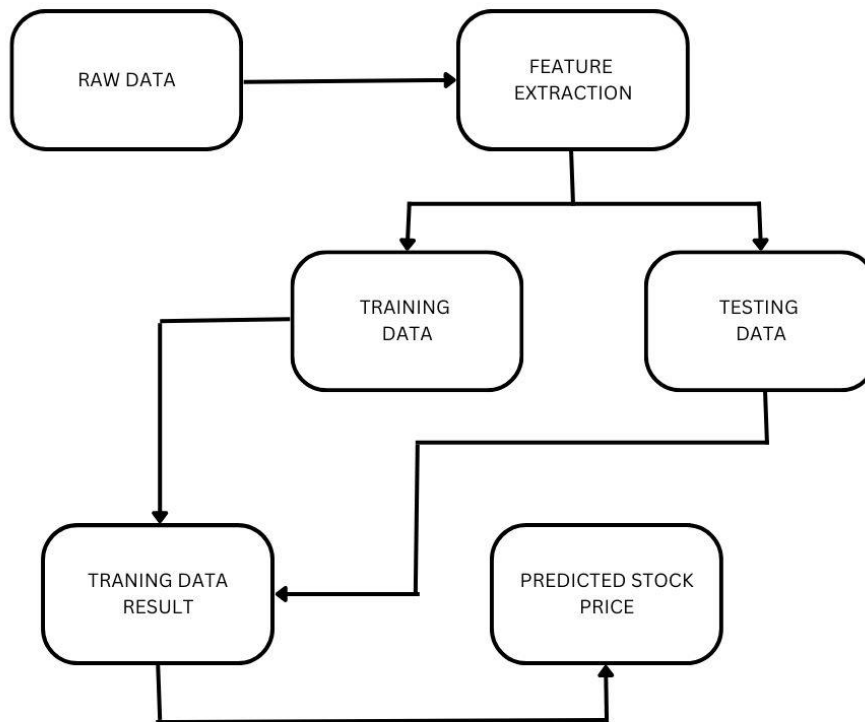 RAW DATA
FEATURE
EXTRACTION
TRAINING
DATA
TESTING
DATA
TRANING DATA
RESULT
PREDICTED STOCK
PRICE